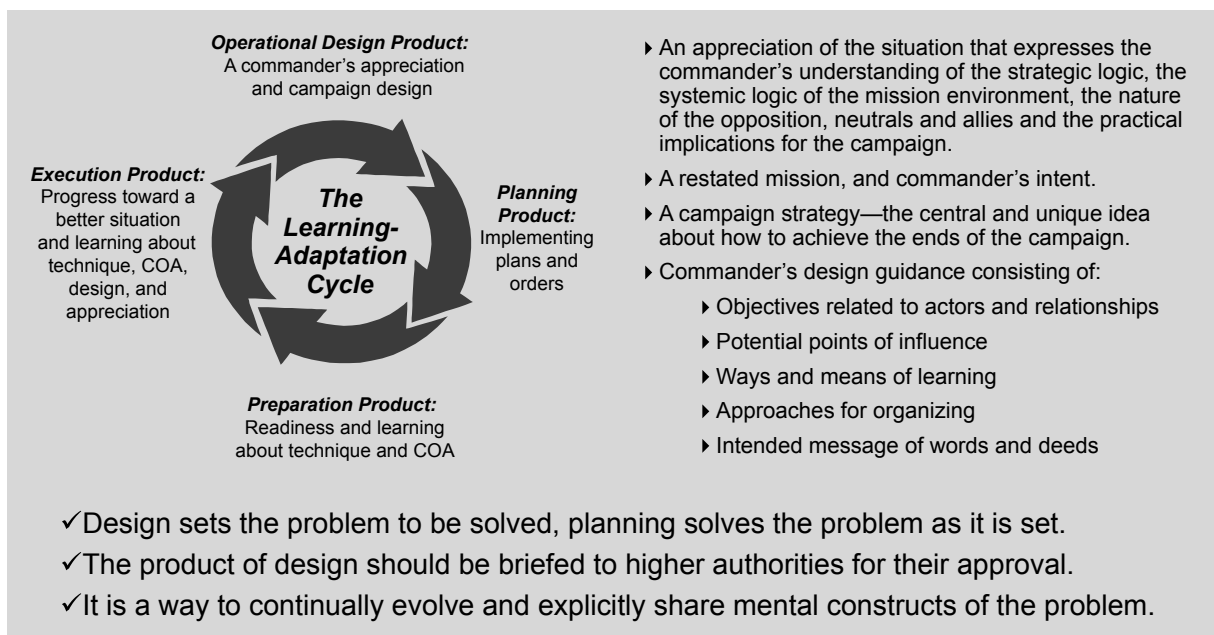 Operational Design Product:
A commander’s appreciation
and campaign design
Execution Product:
Progress toward a
better situation
and learning about
technique, COA,
design, and
appreciation
The
Learning-
Adaptation
Cycle
Planning
Product:
Implementing
plans and
orders
Preparation Product:
Readiness and learning
about technique and COA
An appreciation of the situation that expresses the
commander’s understanding of the strategic logic, the
systemic logic of the mission environment, the nature
of the opposition, neutrals and allies and the practical
implications for the campaign.
A restated mission, and commander’s intent.
A campaign strategy—the central and unique idea
about how to achieve the ends of the campaign.
Commander’s design guidance consisting of:
Objectives related to actors and relationships
Potential points of influence
Ways and means of learning
Approaches for organizing
Intended message of words and deeds
✓Design sets the problem to be solved, planning solves the problem as it is set.
✓The product of design should be briefed to higher authorities for their approval.
✓It is a way to continually evolve and explicitly share mental constructs of the problem.